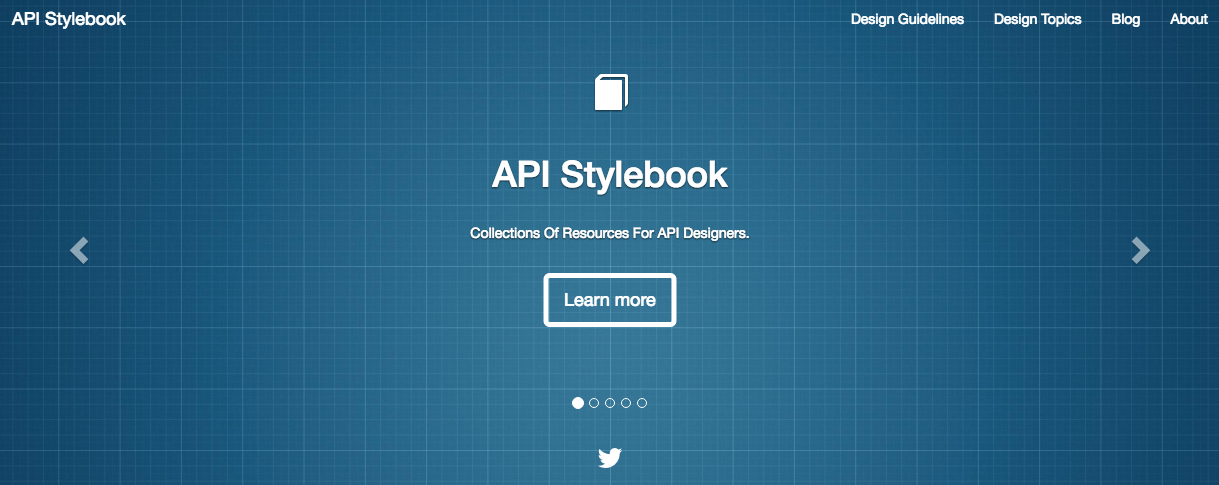 API Stylebook
Design Guidelines
Design Topics
Blog
About
API Stylebook
Collections Of Resources For API Designers.
Learn more